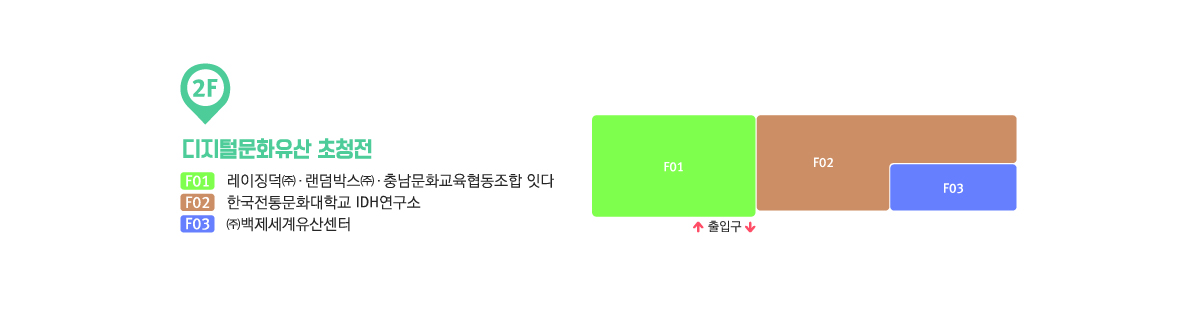 2F
디지털문화유산 초청전
F01 레이징덕㈜·랜덤박스㈜·충남문화교육협동조합 잇다
F02 한국전통문화대학교 IDH연구소
F03 ㈜백제세계유산센터
F01
F02
F03
출입구